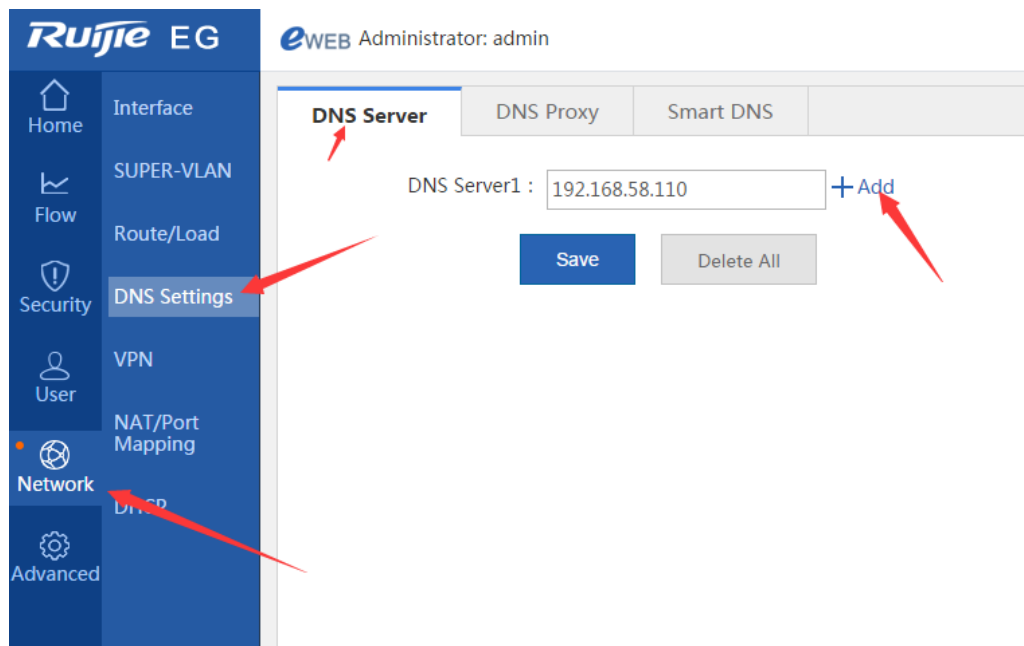 Ruijie EG
eWEB Administrator: admin
Home
Flow
Security
User
Network
Advanced
Interface
SUPER-VLAN
Route/Load
DNS Settings
VPN
NAT/Port
Mapping
DHCP
DNS Server
DNS Proxy
Smart DNS
DNS Server1 :
192.168.58.110
+Add
Save
Delete All